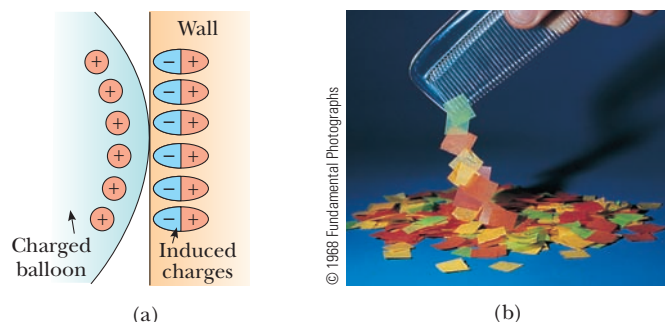 Wall
+ − +
+ − +
+ − +
+ − +
+ − +
+ − +
Charged
balloon
Induced
charges
(a)
© 1968 Fundamental Photographs
(b)